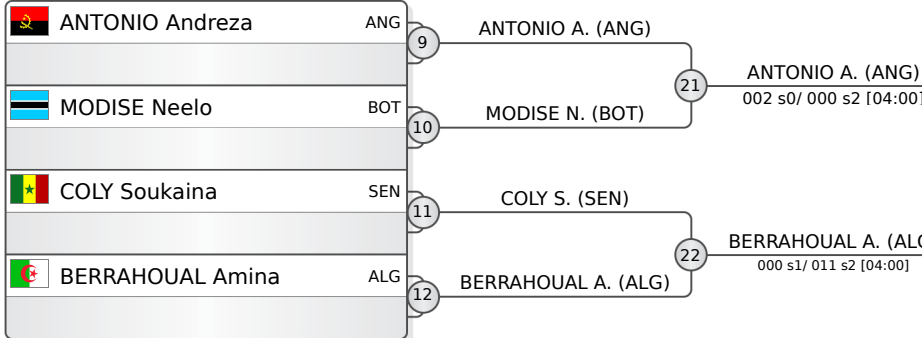 ANTONIO Andreza ANG
9
ANTONIO A. (ANG)
21
ANTONIO A. (ANG)
002 s0/ 000 s2 [04:00]
MODISE Neelo BOT
10
MODISE N. (BOT)
COLY Soukaina SEN
11
COLY S. (SEN)
22
BERRAHOUAL A. (ALG
000 s1/ 011 s2 [04:00]
BERRAHOUAL Amina ALG
12
BERRAHOUAL A. (ALG)